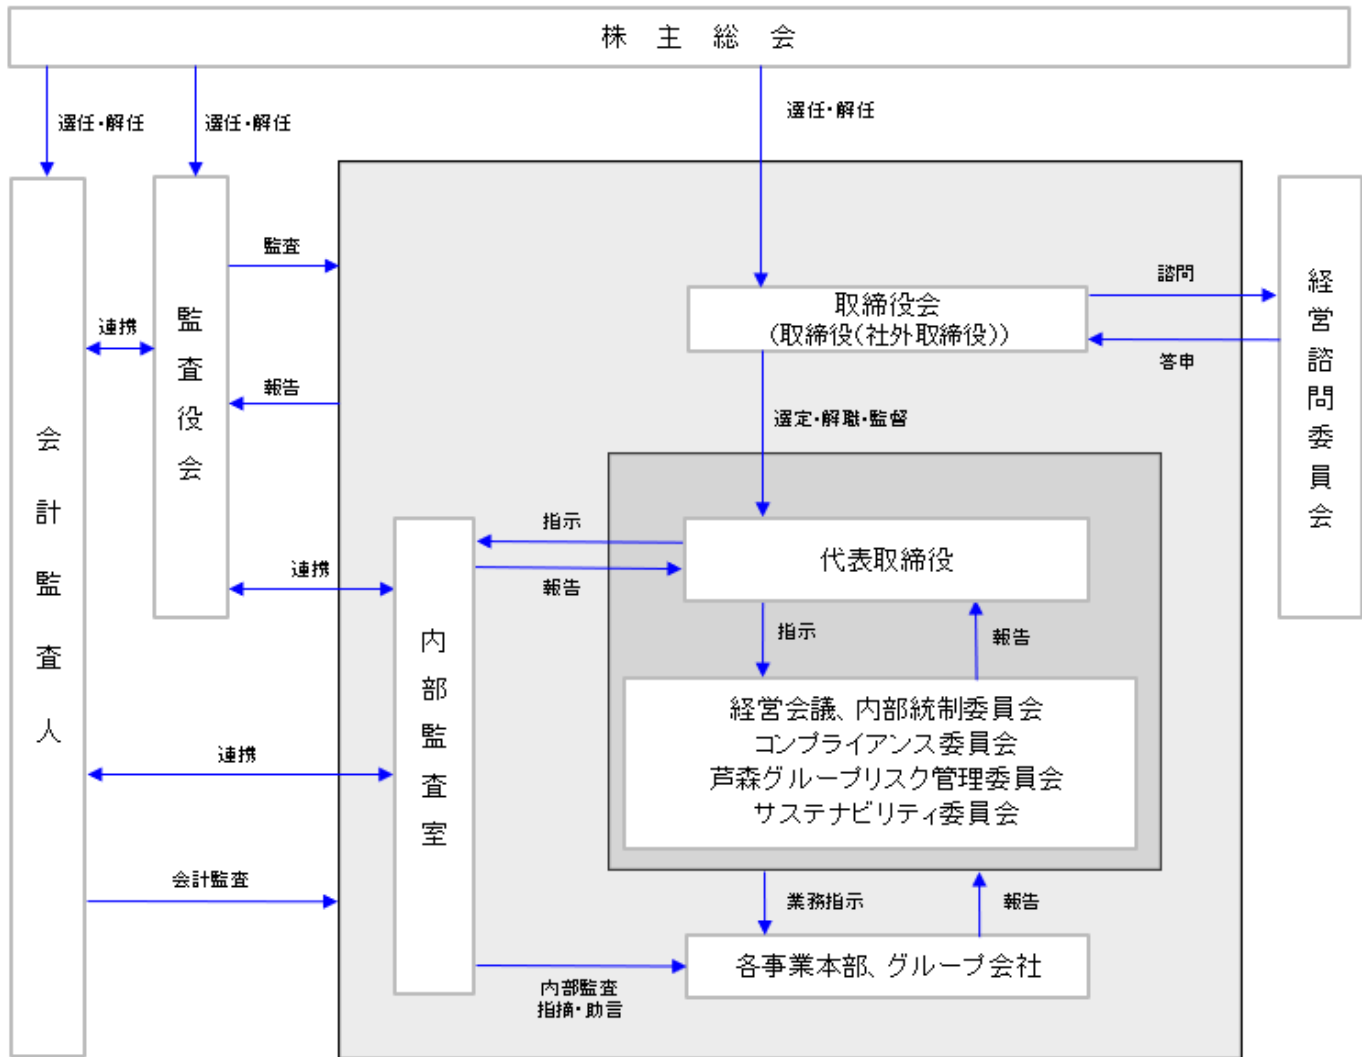 株主総会
選任・解任
選任・解任
選任・解任
会計監査人
監査役会
監査
連携
報告
取締役会
(取締役(社外取締役))
諮問
答申
経営諮問委員会
選定・解職・監督
内部監査室
指示
報告
代表取締役
連携
指示
報告
経営会議、内部統制委員会
コンプライアンス委員会
芦森グループリスク管理委員会
サステナビリティ委員会
連携
会計監査
業務指示
報告
各事業本部、グループ会社
内部監査
指摘・助言